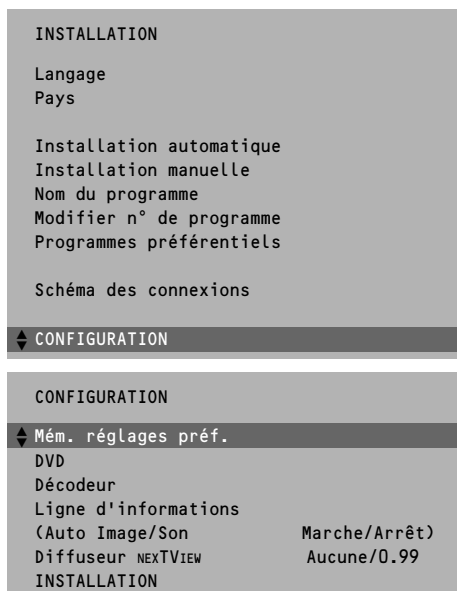 INSTALLATION
Langage
Pays
Installation automatique
Installation manuelle
Nom du programme
Modifier n° de programme
Programmes préférentiels
Schéma des connexions
CONFIGURATION
CONFIGURATION
Mém. réglages préf.
DVD
Décodeur
Ligne d'informations
(Auto Image/Son Marche/Arrêt)
Diffuseur NEXTVIEW Aucune/0.99
INSTALLATION